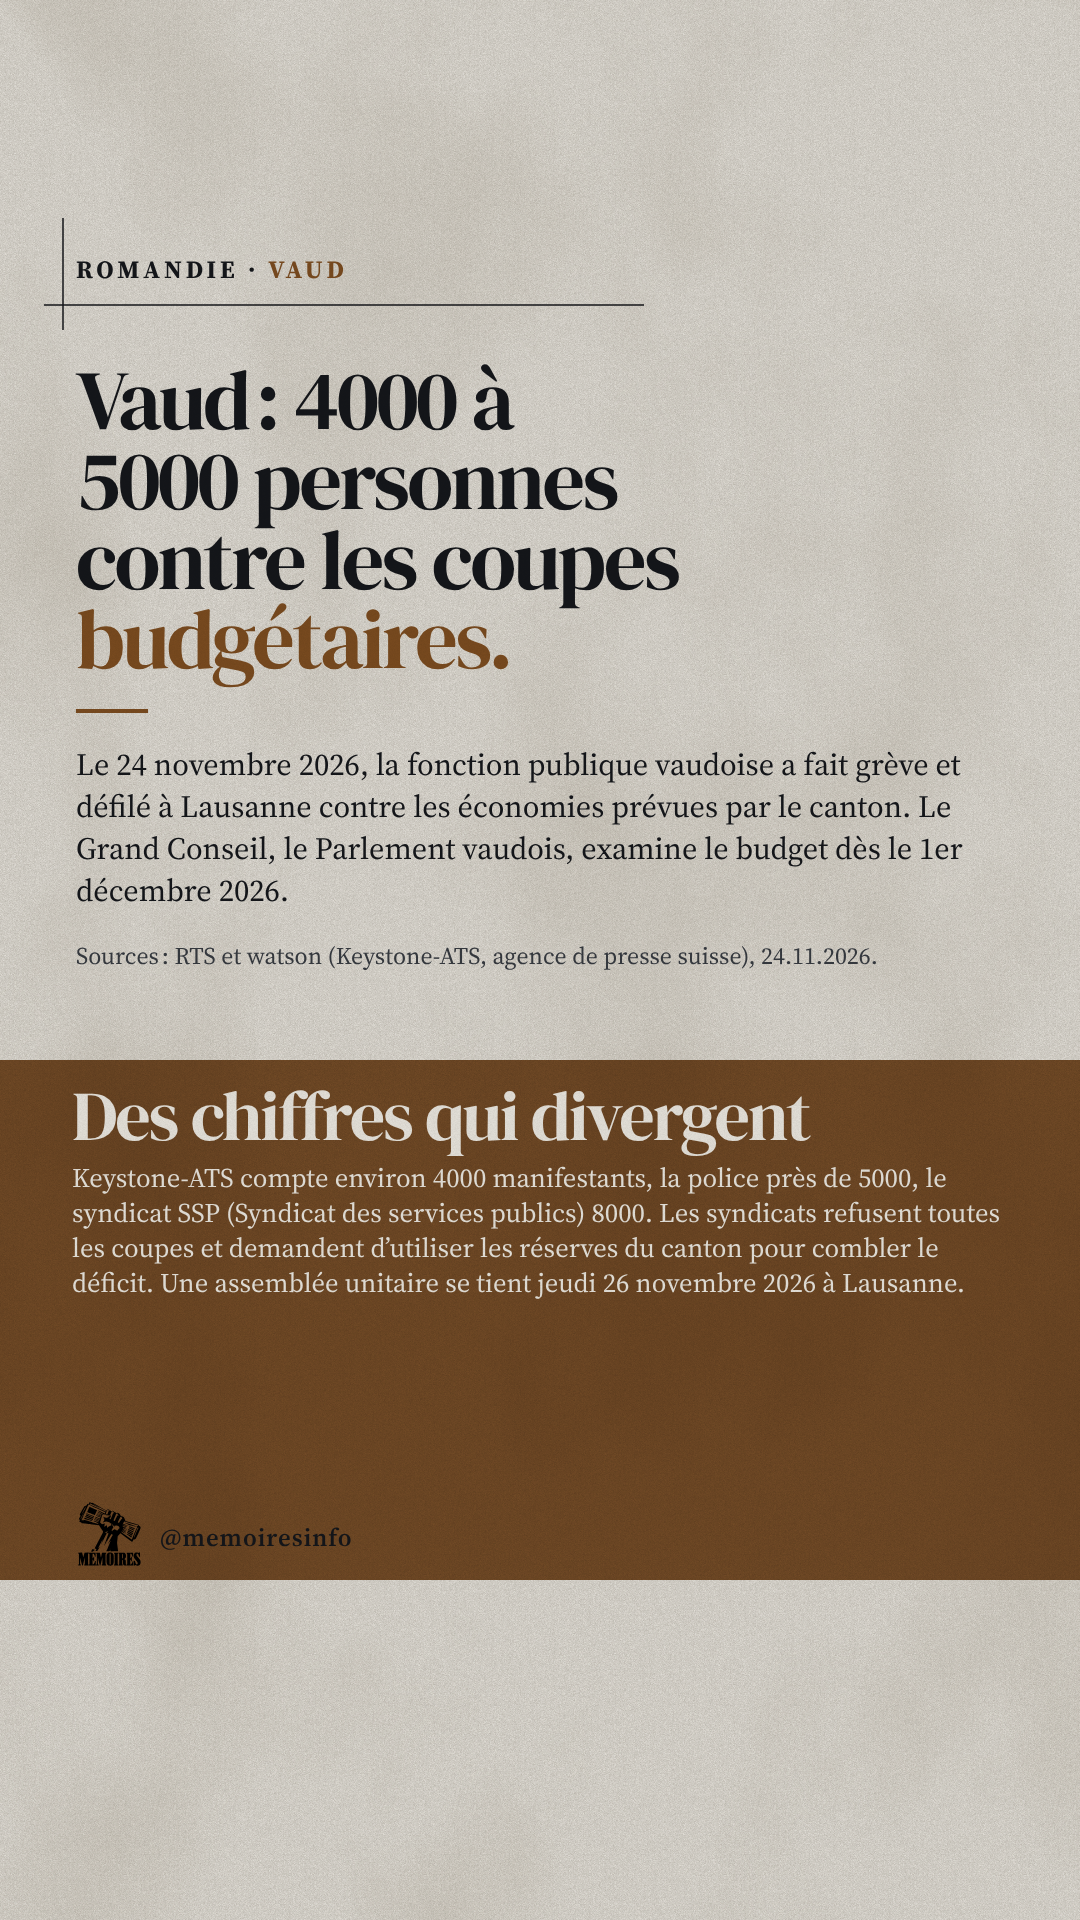 ROMANDIE · VAUD
Vaud : 4000 à
5000 personnes
contre les coupes
budgétaires.
Le 24 novembre 2026, la fonction publique vaudoise a fait grève et
défilé à Lausanne contre les économies prévues par le canton. Le
Grand Conseil, le Parlement vaudois, examine le budget dès le 1er
décembre 2026.
Sources : RTS et watson (Keystone-ATS, agence de presse suisse), 24.11.2026.
Des chiffres qui divergent
Keystone-ATS compte environ 4000 manifestants, la police près de 5000, le
syndicat SSP (Syndicat des services publics) 8000. Les syndicats refusent toutes
les coupes et demandent d’utiliser les réserves du canton pour combler le
déficit. Une assemblée unitaire se tient jeudi 26 novembre 2026 à Lausanne.
MÉMOIRES
@memoiresinfo